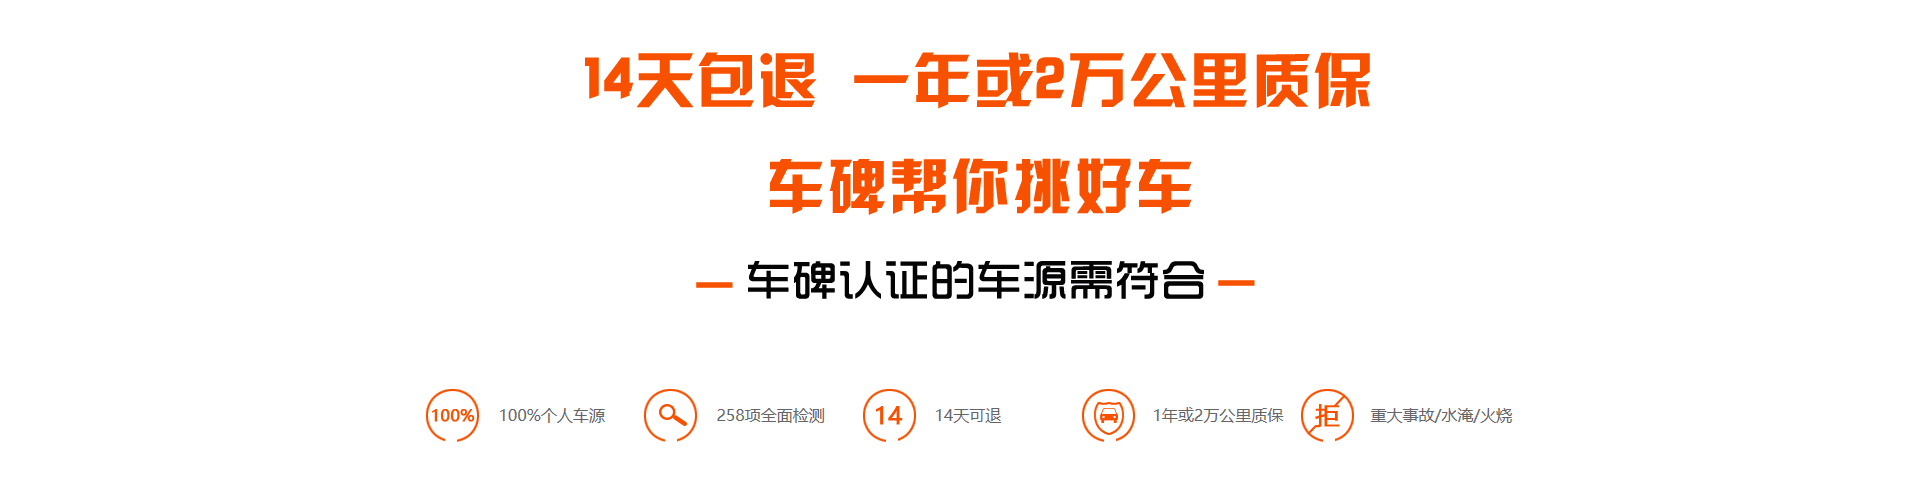 14天包退 一年或2万公里质保
车碑帮你挑好车
车碑认证的车源需符合
100% 100%个人车源 258项全面检测 14 14天可退 1年或2万公里质保 拒 重大事故/水淹/火烧